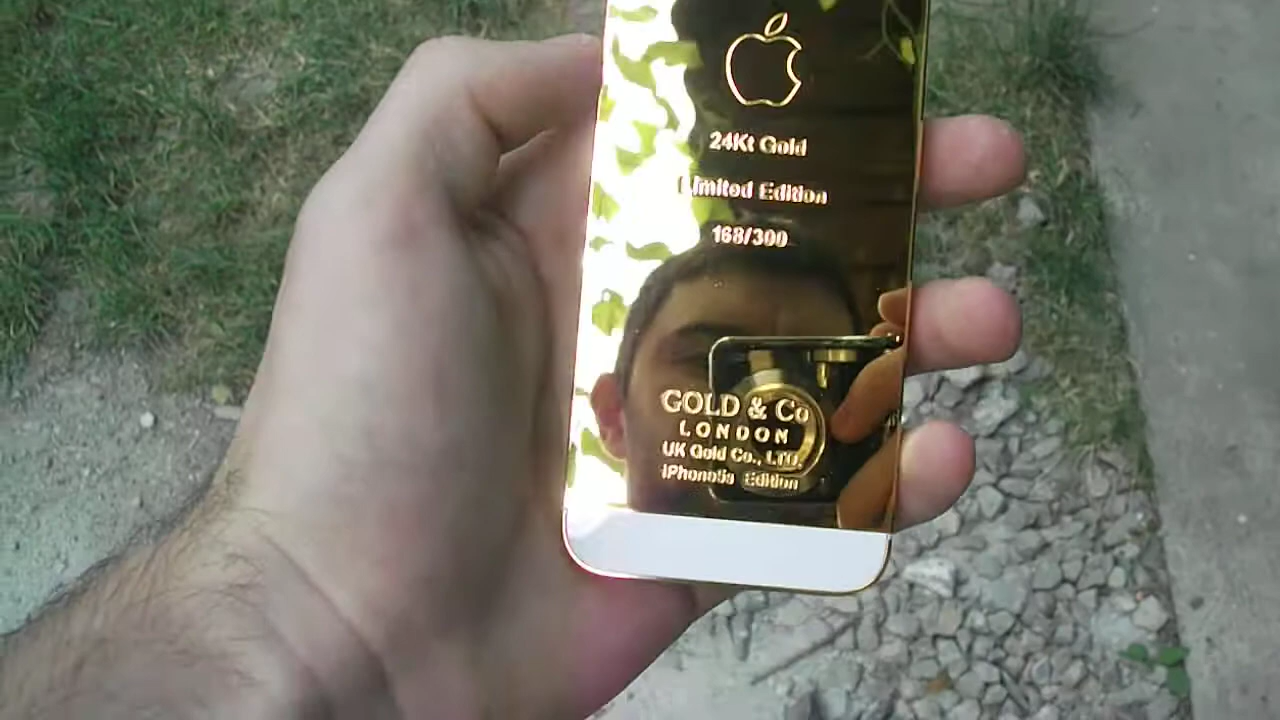 24Kt Gold
Limited Edition
168/300
GOLD & Co
LONDON
UK Gold Co., LTD.
iPhone5s Edition